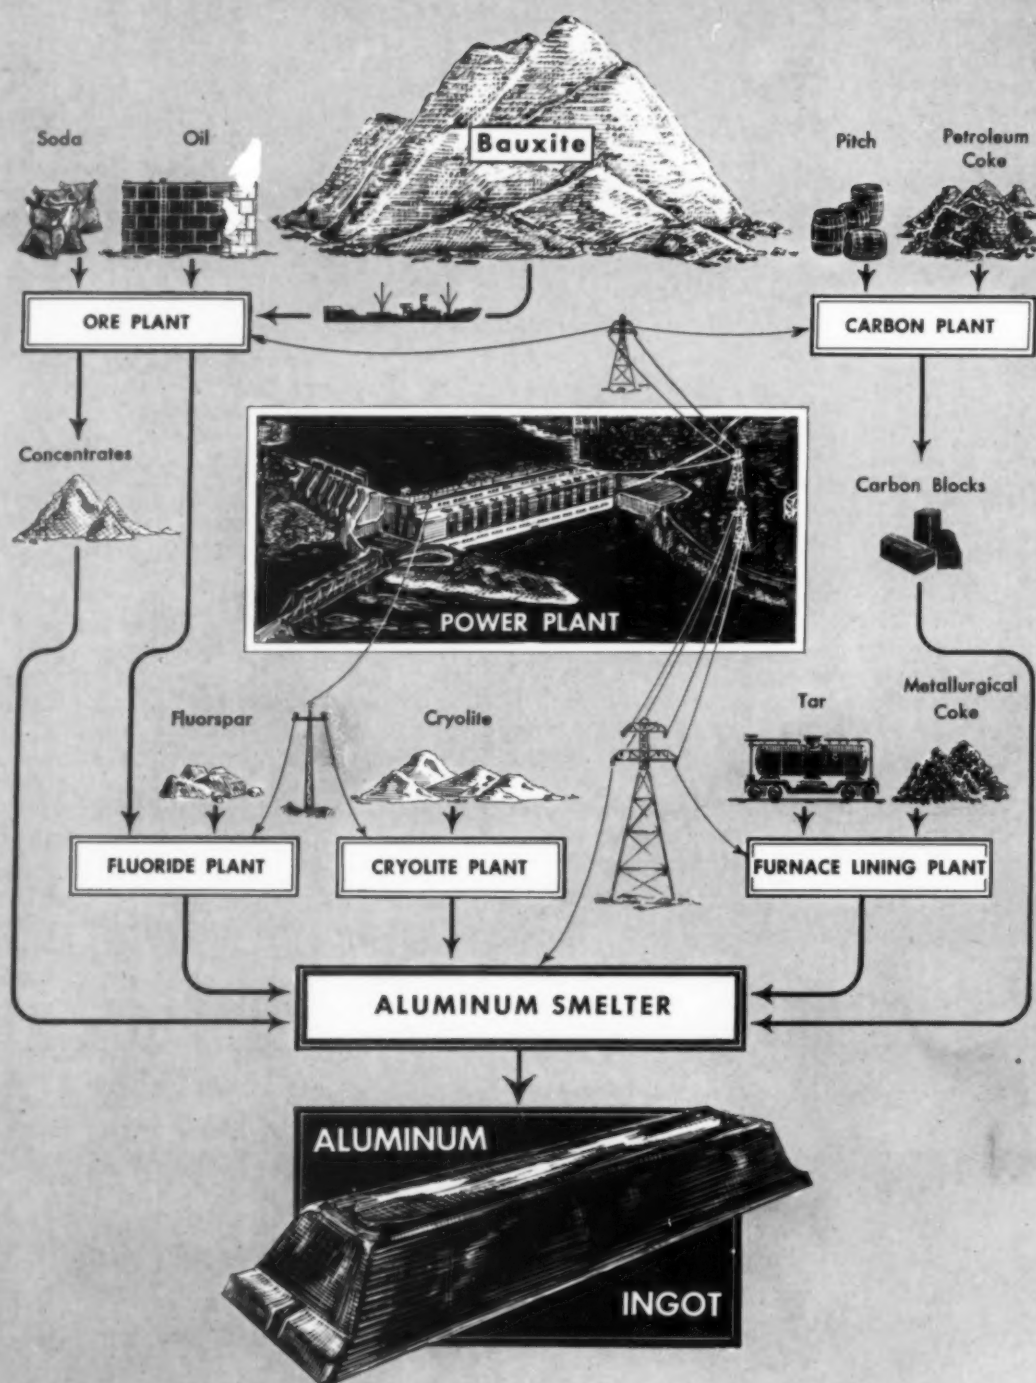 Bauxite
Soda
Oil
Pitch
Petroleum
Coke
ORE PLANT
CARBON PLANT
Concentrates
Carbon Blocks
POWER PLANT
Fluorspar
Cryolite
Tar
Metallurgical
Coke
FLUORIDE PLANT
CRYOLITE PLANT
FURNACE LINING PLANT
ALUMINUM SMELTER
ALUMINUM
INGOT